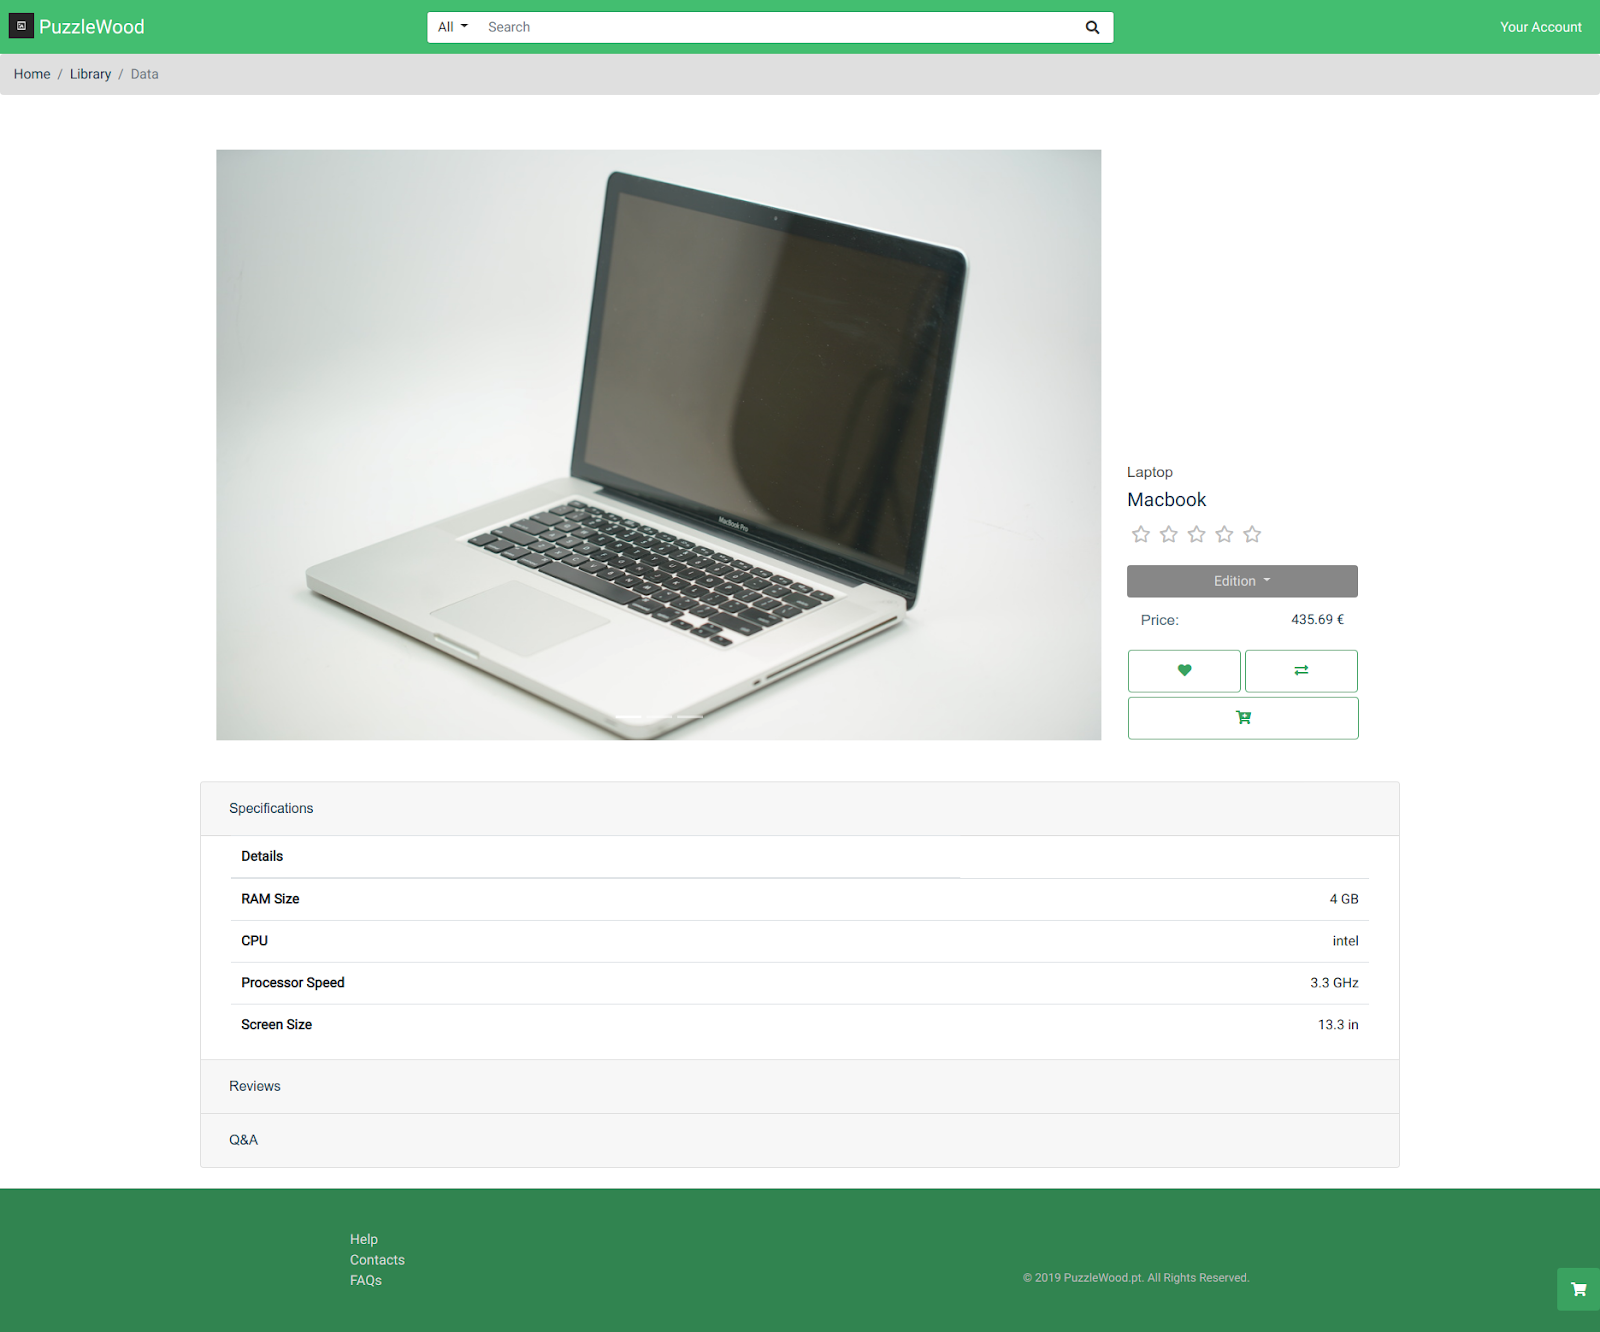 PuzzleWood
All
Search
Your Account
Home / Library / Data
MacBook Pro
Laptop
Macbook
Edition
Price: 435.69 €
Specifications
Details
RAM Size 4 GB
CPU intel
Processor Speed 3.3 GHz
Screen Size 13.3 in
Reviews
Q&A
Help
Contacts
FAQs
© 2019 PuzzleWood.pt. All Rights Reserved.